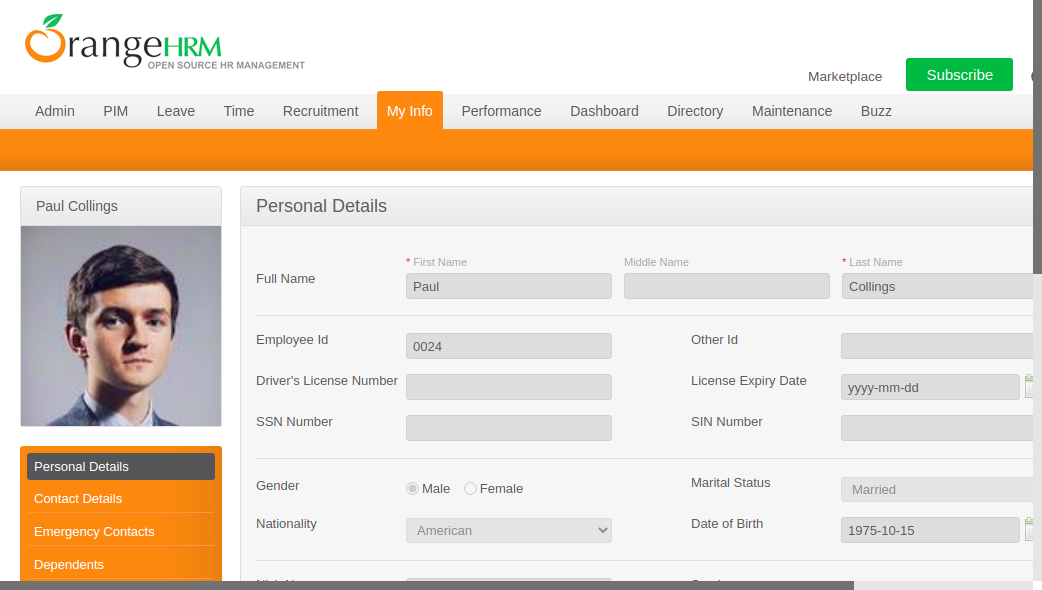 OrangeHRM
OPEN SOURCE HR MANAGEMENT
Marketplace
Subscribe
Admin PIM Leave Time Recruitment My Info Performance Dashboard Directory Maintenance Buzz
Paul Collings
Personal Details
* First Name Middle Name * Last Name
Full Name Paul Collings
Employee Id 0024 Other Id
Driver's License Number License Expiry Date yyyy-mm-dd
SSN Number SIN Number
Gender Male Female Marital Status Married
Nationality American Date of Birth 1975-10-15
Personal Details
Contact Details
Emergency Contacts
Dependents